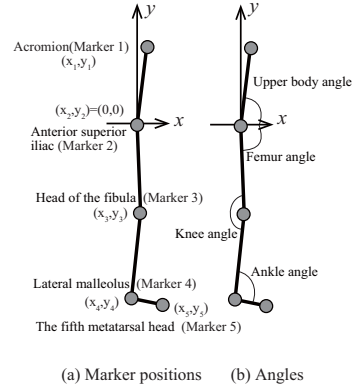 y
Acromion(Marker 1)
(x₁,y₁)
(x₂,y₂)=(0,0)
x
Anterior superior
iliac (Marker 2)
Head of the fibula (Marker 3)
(x₃,y₃)
Lateral malleolus (Marker 4)
(x₄,y₄)
(x₅,y₅)
The fifth metatarsal head (Marker 5)
(a) Marker positions
y
Upper body angle
x
Femur angle
Knee angle
Ankle angle
(b) Angles